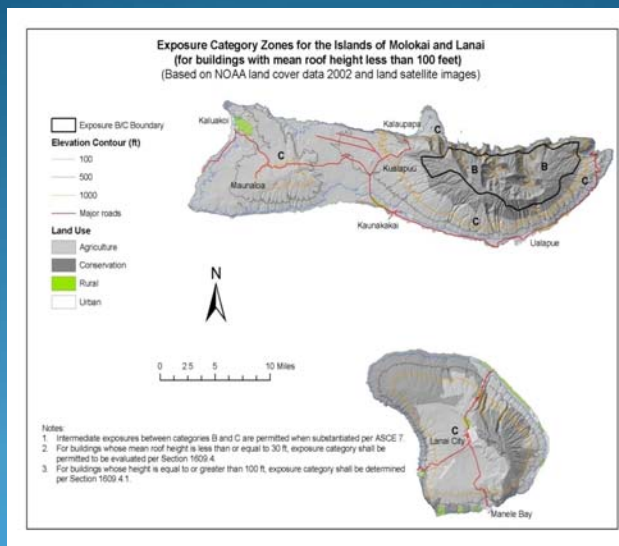 Exposure Category Zones for the Islands of Molokai and Lanai
(for buildings with mean roof height less than 100 feet)
(Based on NOAA land cover data 2002 and land satellite images)
Exposure B/C Boundary
Elevation Contour (ft)
100
500
1000
Major roads
Land Use
Agriculture
Conservation
Rural
Urban
Kaluakoi
C
Maunaloa
Kalaupapa
C
Kualapuu
B
B
C
C
Kaunakakai
Ualapue
N
0 2.5 5 10 Miles
C
Lanai City
Manele Bay
Notes:
1. Intermediate exposures between categories B and C are permitted when substantiated per ASCE 7.
2. For buildings whose mean roof height is less than or equal to 30 ft, exposure category shall be
permitted to be evaluated per Section 1609.4.
3. For buildings whose height is equal to or greater than 100 ft, exposure category shall be determined
per Section 1609.4.1.